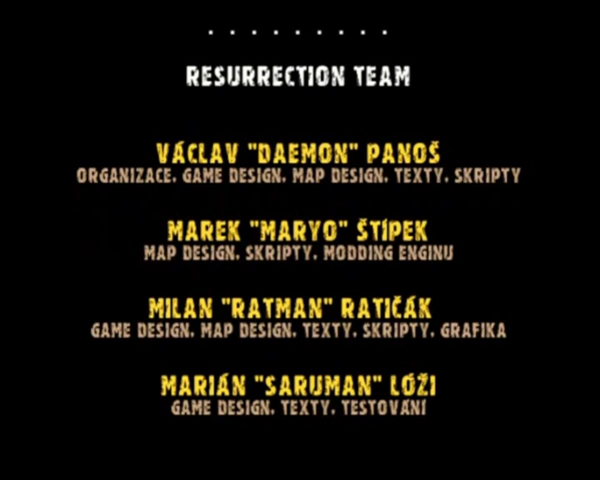 . . . . . . . . .
RESURRECTION TEAM
VÁCLAV "DAEMON" PANOŠ
ORGANIZACE, GAME DESIGN, MAP DESIGN, TEXTY, SKRIPTY
MAREK "MARYO" ŠTÍPEK
MAP DESIGN, SKRIPTY, MODDING ENGINU
MILAN "RATMAN" RATIČÁK
GAME DESIGN, MAP DESIGN, TEXTY, SKRIPTY, GRAFIKA
MARIÁN "SARUMAN" LÓŽI
GAME DESIGN, TEXTY, TESTOVÁNÍ